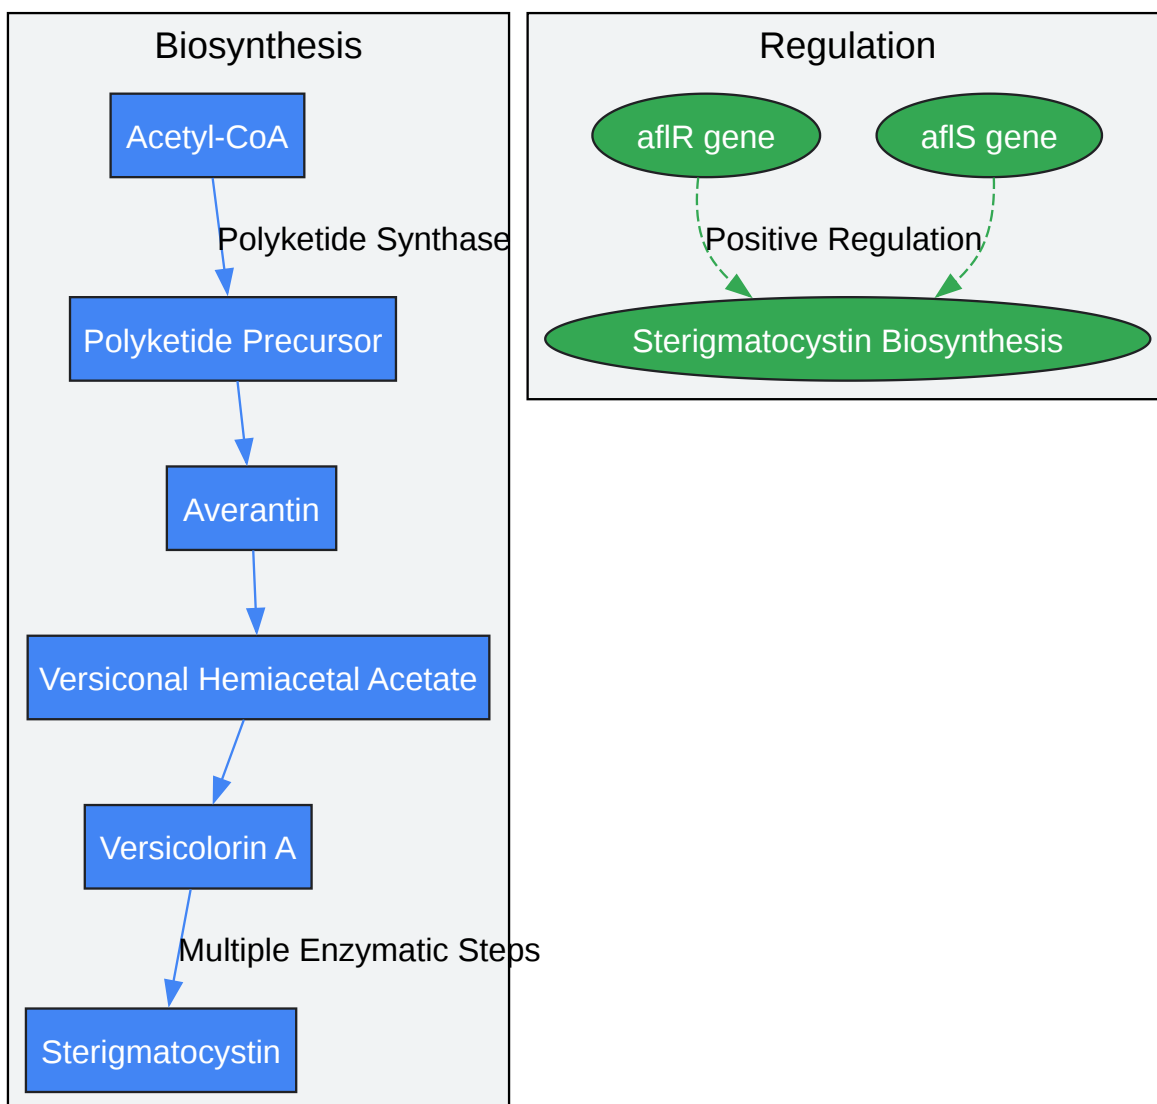 Biosynthesis
Acetyl-CoA
Polyketide Synthase
Polyketide Precursor
Averantin
Versiconal Hemiacetal Acetate
Versicolorin A
Multiple Enzymatic Steps
Sterigmatocystin
Regulation
aflR gene
aflS gene
Positive Regulation
Sterigmatocystin Biosynthesis